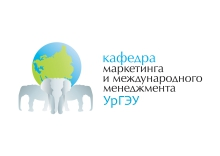 кафедра
маркетинга
и международного
менеджмента
УрГЭУ